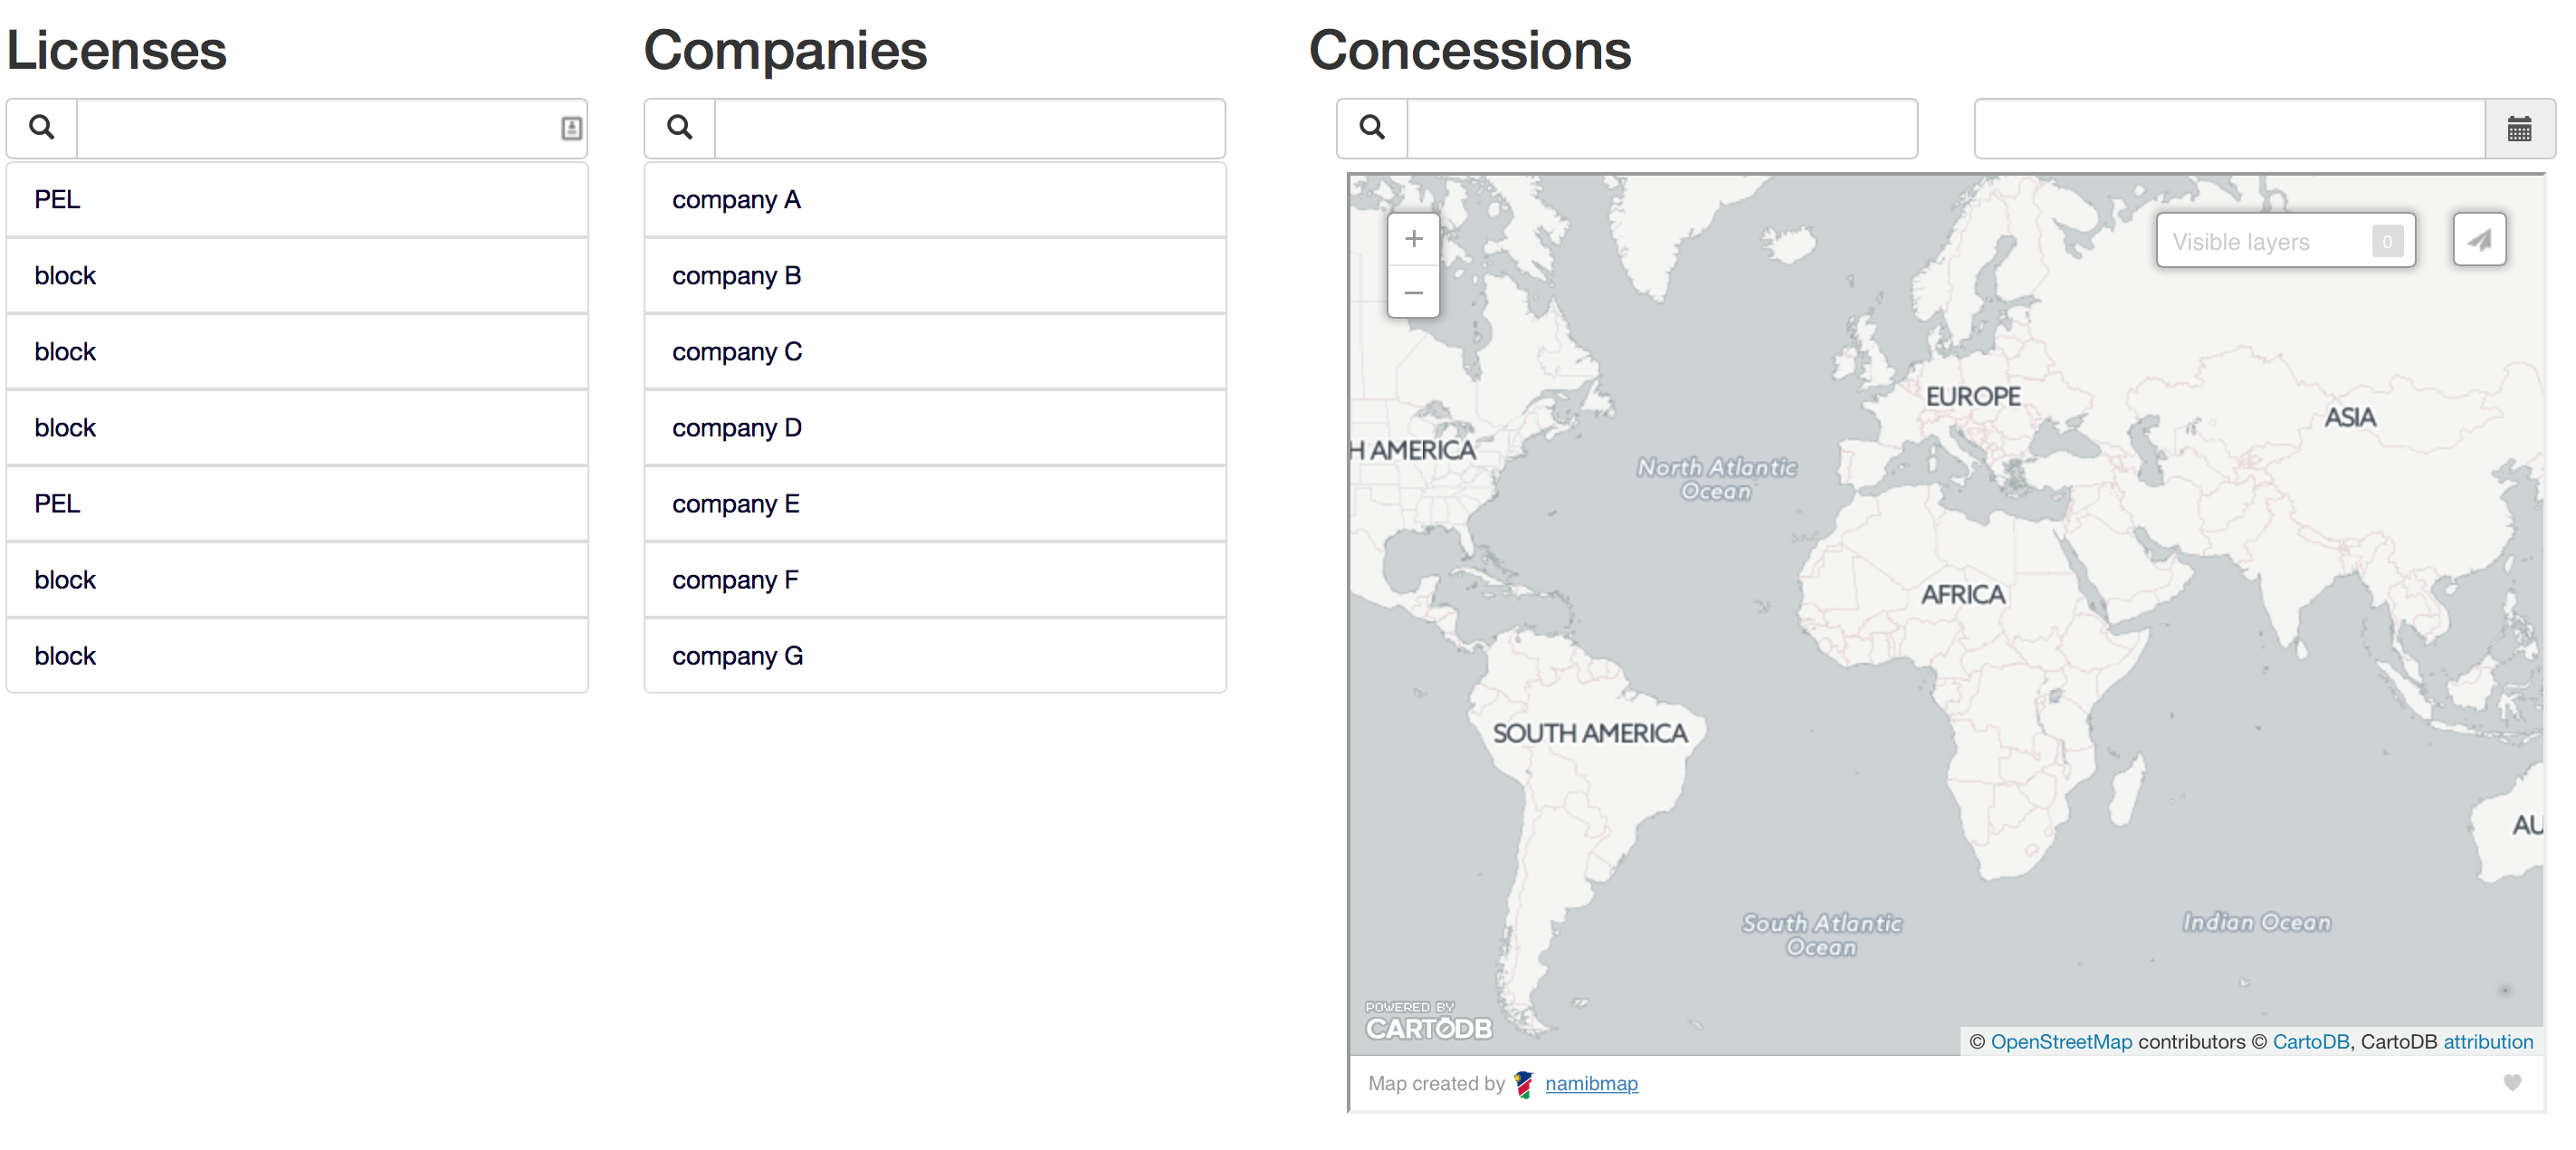 Licenses
PEL
block
block
block
PEL
block
block
Companies
company A
company B
company C
company D
company E
company F
company G
Concessions
+
−
Visible layers 0
H AMERICA
EUROPE
ASIA
North Atlantic
Ocean
AFRICA
SOUTH AMERICA
AU
South Atlantic
Ocean
Indian Ocean
POWERED BY
CARTODB
© OpenStreetMap contributors © CartoDB, CartoDB attribution
Map created by namibmap